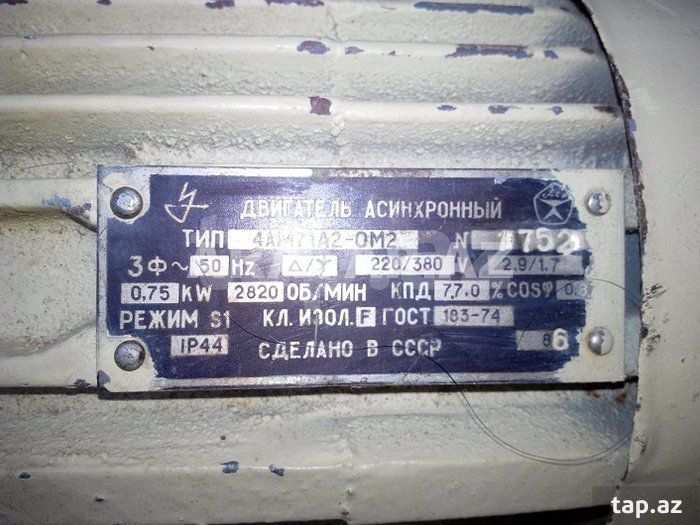 ДВИГАТЕЛЬ АСИНХРОННЫЙ
ТИП 4АМ71А2-ОМ2 N 1752
3Ф~ 50 Hz Δ/Y 220/380 V 2.9/1.7
0,75 KW 2820 ОБ/МИН КПД 77.0 % COSφ
РЕЖИМ S1 КЛ. ИЗОЛ. F ГОСТ 183-74
IP44 СДЕЛАНО В СССР 86
tap.az